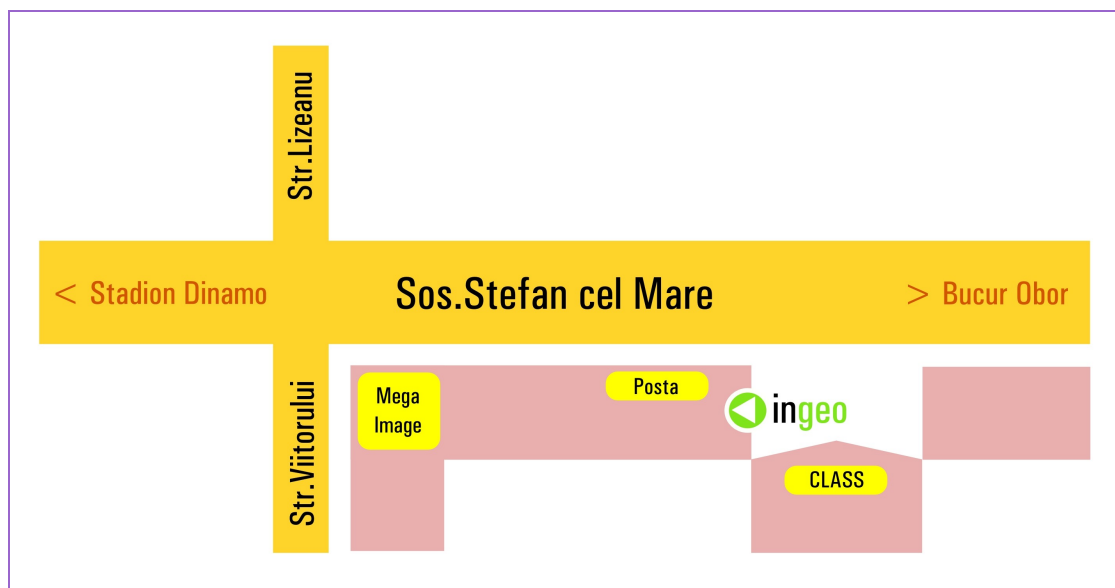 Str.Lizeanu
< Stadion Dinamo
Sos.Stefan cel Mare
> Bucur Obor
Str.Viitorului
Mega
Image
Posta
ingeo
CLASS